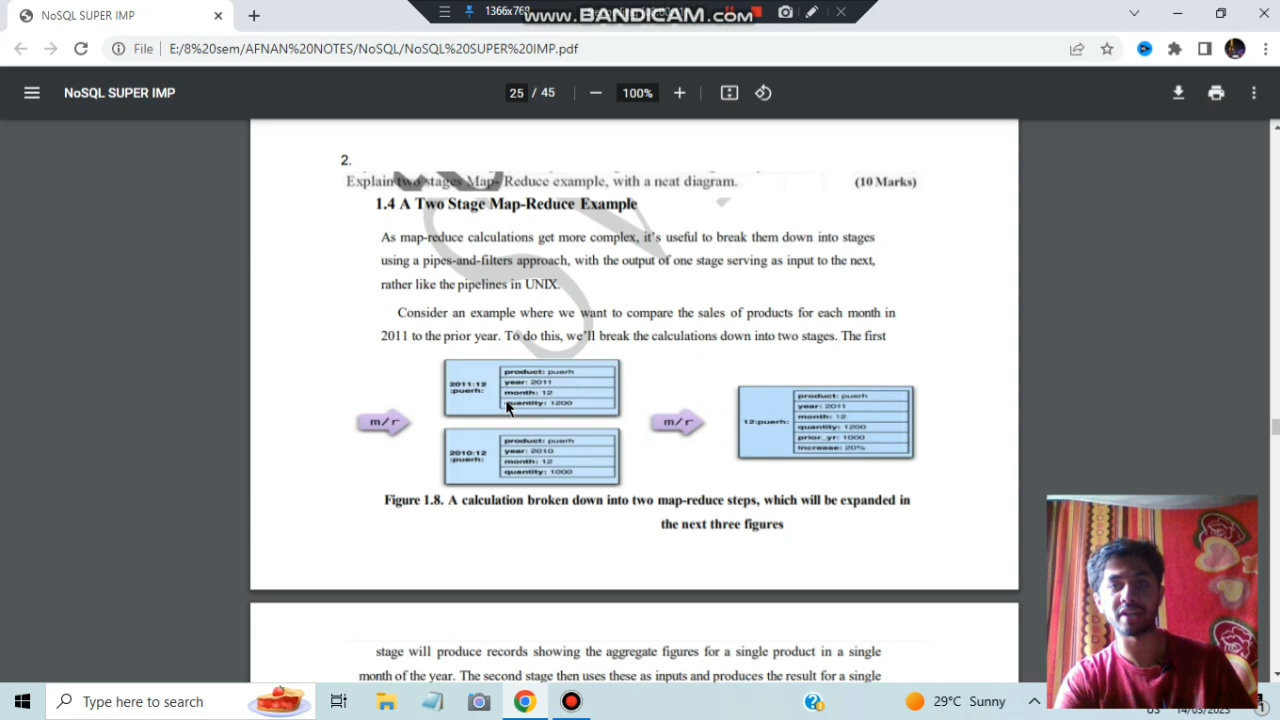 NoSQL SUPER IMP
1366x768
www.BANDICAM.com
File
E:/8%20sem/AFNAN%20NOTES/NoSQL/NoSQL%20SUPER%20IMP.pdf
NoSQL SUPER IMP
25 / 45
100%
2.
Explain two stages Map- Reduce example, with a neat diagram.
(10 Marks)
1.4 A Two Stage Map-Reduce Example
As map-reduce calculations get more complex, it's useful to break them down into stages
using a pipes-and-filters approach, with the output of one stage serving as input to the next,
rather like the pipelines in UNIX.
Consider an example where we want to compare the sales of products for each month in
2011 to the prior year. To do this, we'll break the calculations down into two stages. The first
m/r
2011:12
:puerh:
product: puerh
year: 2011
month: 12
quantity: 1200
2010:12
:puerh:
product: puerh
year: 2010
month: 12
quantity: 1000
m/r
12:puerh:
product: puerh
year: 2011
month: 12
quantity: 1200
prior_yr: 1000
increase: 20%
Figure 1.8. A calculation broken down into two map-reduce steps, which will be expanded in
the next three figures
stage will produce records showing the aggregate figures for a single product in a single
month of the year. The second stage then uses these as inputs and produces the result for a single
Type here to search
29°C Sunny
14/03/2023